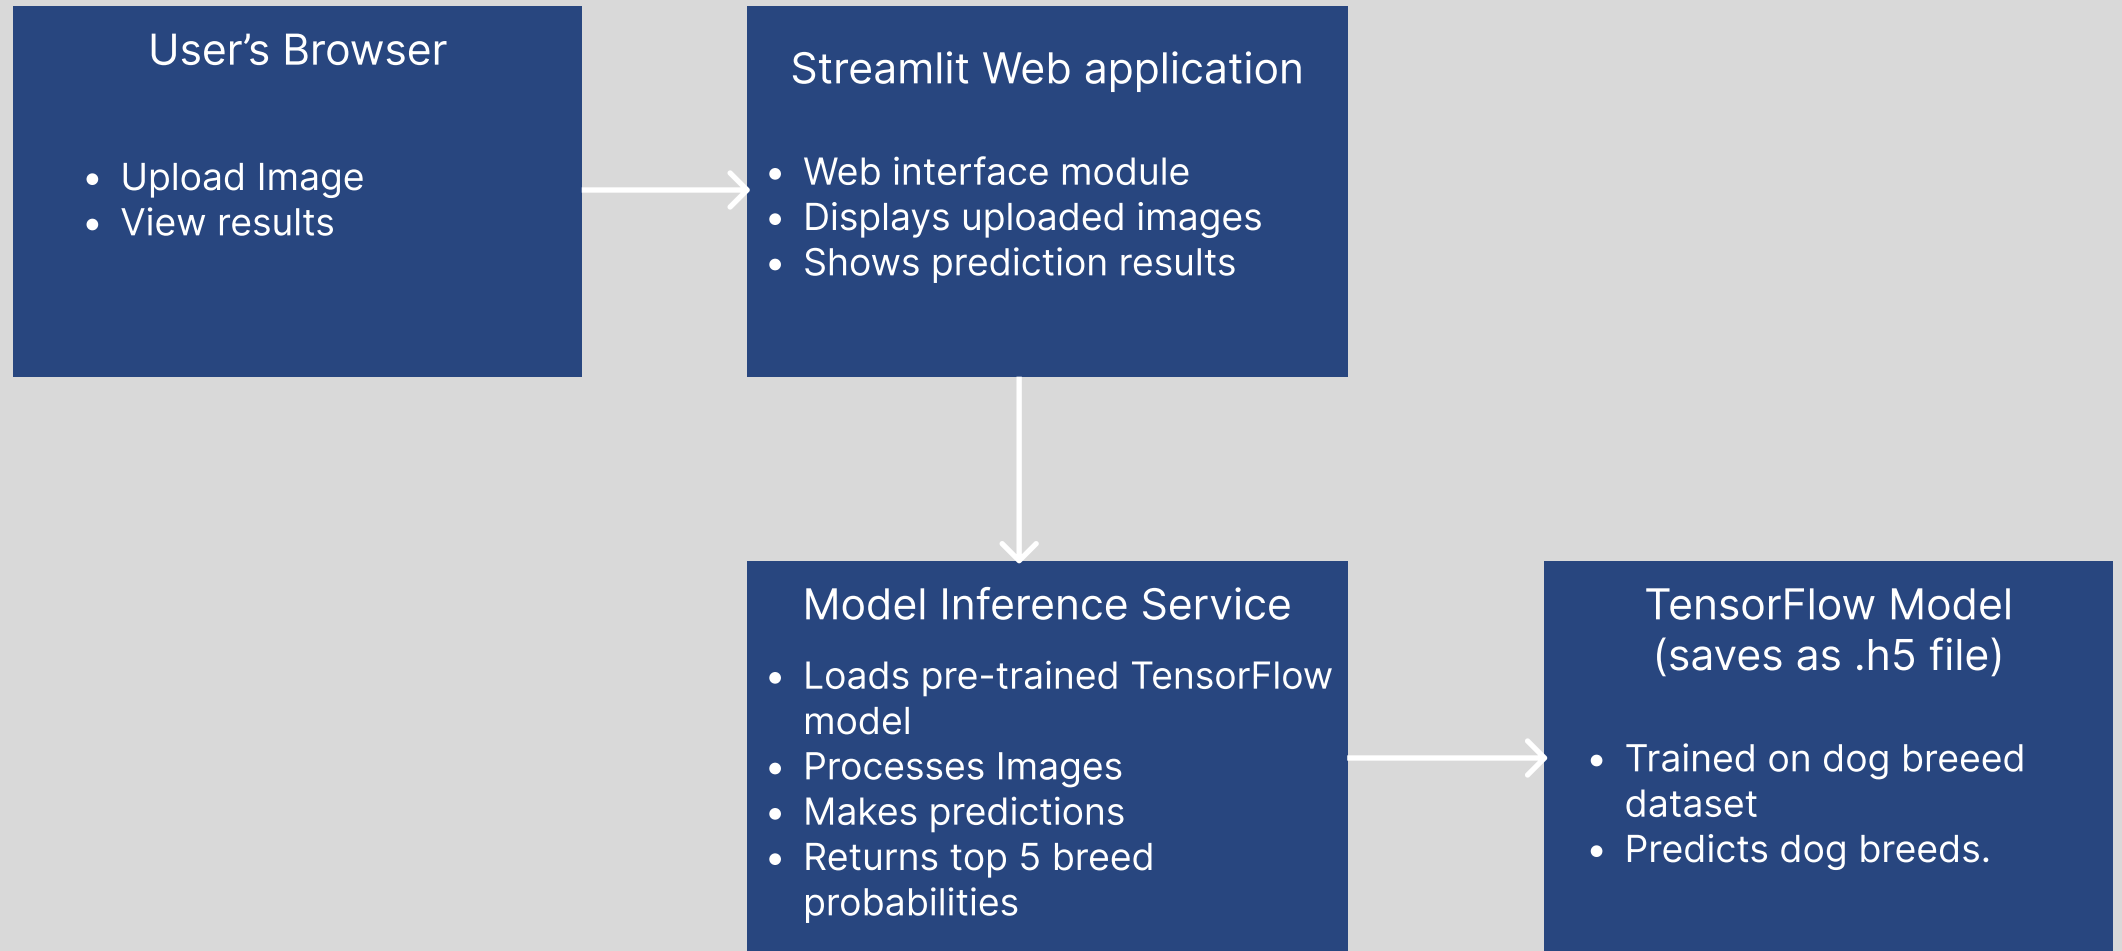 User’s Browser
• Upload Image
• View results
Streamlit Web application
• Web interface module
• Displays uploaded images
• Shows prediction results
Model Inference Service
• Loads pre-trained TensorFlow
model
• Processes Images
• Makes predictions
• Returns top 5 breed
probabilities
TensorFlow Model
(saves as .h5 file)
• Trained on dog breeed
dataset
• Predicts dog breeds.